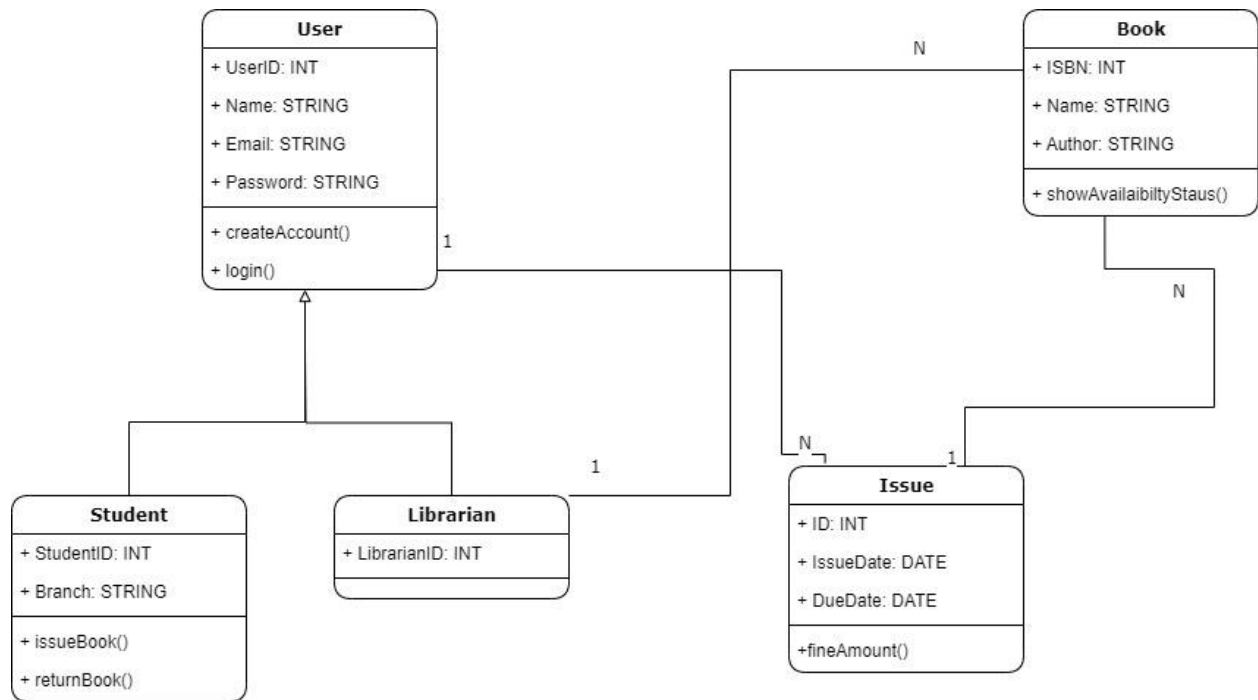 User
+ UserID: INT
+ Name: STRING
+ Email: STRING
+ Password: STRING
+ createAccount()
+ login()
1
N
Book
+ ISBN: INT
+ Name: STRING
+ Author: STRING
+ showAvailaibiltyStaus()
N
Student
+ StudentID: INT
+ Branch: STRING
+ issueBook()
+ returnBook()
Librarian
+ LibrarianID: INT
1
N
1
Issue
+ ID: INT
+ IssueDate: DATE
+ DueDate: DATE
+fineAmount()